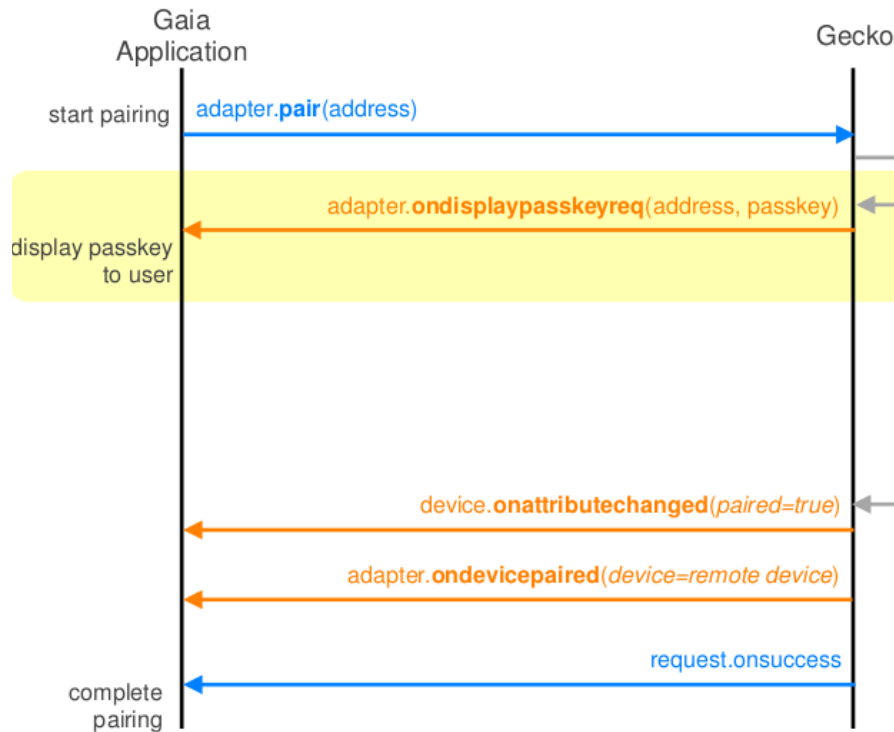 Gaia
Application
Gecko
start pairing
adapter.pair(address)
adapter.ondisplaypasskeyreq(address, passkey)
display passkey
to user
device.onattributechanged(paired=true)
adapter.ondevicepaired(device=remote device)
request.onsuccess
complete
pairing